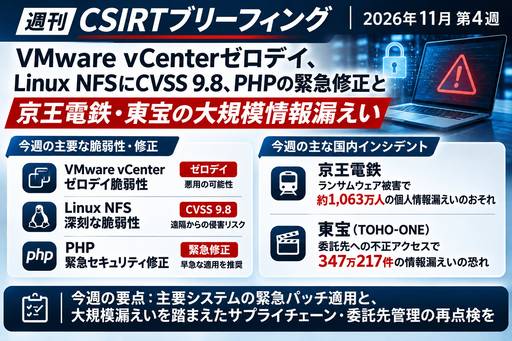 週刊 CSIRTブリーフィング
2026年11月 第4週
VMware vCenterゼロデイ、
Linux NFSにCVSS 9.8、PHPの緊急修正と
京王電鉄・東宝の大規模情報漏えい
今週の主要な脆弱性・修正
VMware vCenter
ゼロデイ脆弱性
ゼロデイ
悪用の可能性
Linux NFS
深刻な脆弱性
CVSS 9.8
遠隔からの侵害リスク
php
PHP
緊急セキュリティ修正
緊急修正
早急な適用を推奨
今週の主な国内インシデント
京王電鉄
ランサムウェア被害で
約1,063万人の個人情報漏えいのおそれ
東宝（TOHO-ONE）
委託先への不正アクセスで
347万217件の情報漏えいの恐れ
今週の要点：主要システムの緊急パッチ適用と、
大規模漏えいを踏まえたサプライチェーン・委託先管理の再点検を